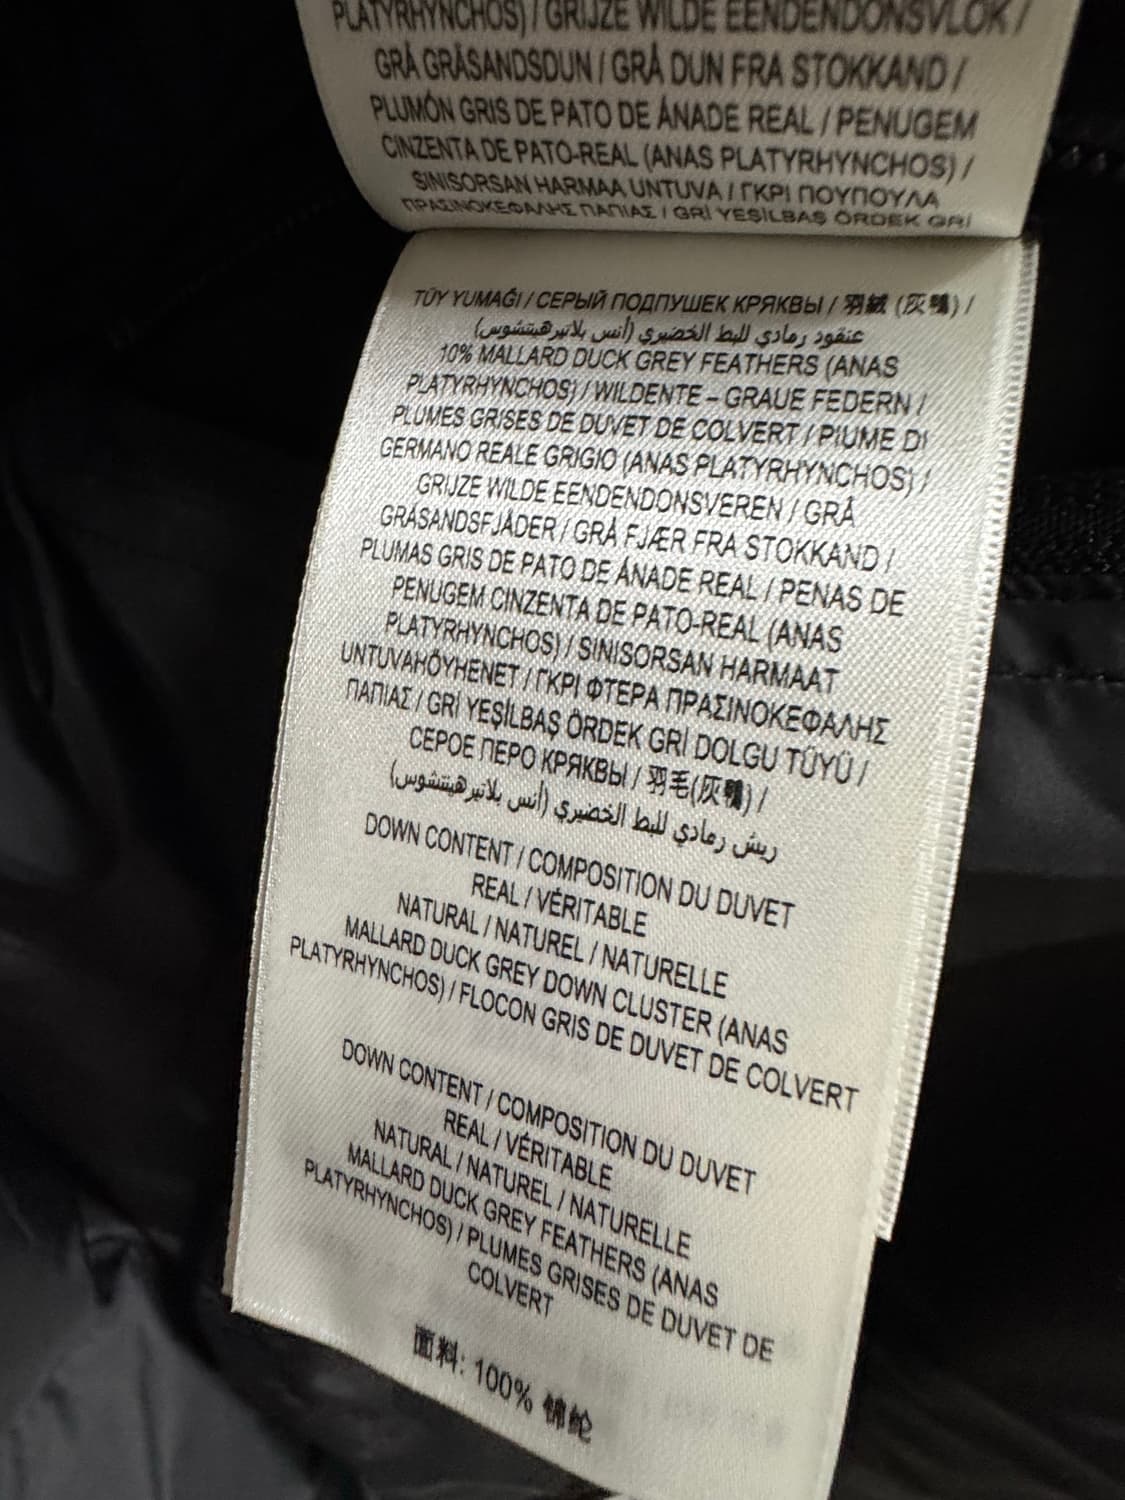 PLATYRHYNCHOS) / GRIJZE WILDE EENDENDONSVLOK /
GRÅ GRÄSANDSDUN / GRÅ DUN FRA STOKKAND /
PLUMÓN GRIS DE PATO DE ÁNADE REAL / PENUGEM
CINZENTA DE PATO-REAL (ANAS PLATYRHYNCHOS) /
SINISORSAN HARMAA UNTUVA / ΓΚΡΙ ΠΟΥΠΟΥΛΑ
ΠΡΑΣΙΝΟΚΕΦΑΛΗΣ ΠΑΠΙΑΣ / GRİ YEŞİLBAŞ ÖRDEK GRİ
TÜY YUMAĞI / СЕРЫЙ ПОДПУШЕК КРЯКВЫ / 羽絨 (灰鴨) /
عنقود رمادي للبط الخضيري (أنس بلاتيرهيتشوس)
10% MALLARD DUCK GREY FEATHERS (ANAS
PLATYRHYNCHOS) / WILDENTE – GRAUE FEDERN /
PLUMES GRISES DE DUVET DE COLVERT / PIUME DI
GERMANO REALE GRIGIO (ANAS PLATYRHYNCHOS) /
GRIJZE WILDE EENDENDONSVEREN / GRÅ
GRÄSANDSFJÄDER / GRÅ FJÆR FRA STOKKAND /
PLUMAS GRIS DE PATO DE ÁNADE REAL / PENAS DE
PENUGEM CINZENTA DE PATO-REAL (ANAS
PLATYRHYNCHOS) / SINISORSAN HARMAAT
UNTUVAHÖYHENET / ΓΚΡΙ ΦΤΕΡΑ ΠΡΑΣΙΝΟΚΕΦΑΛΗΣ
ΠΑΠΙΑΣ / GRİ YEŞİLBAŞ ÖRDEK GRİ DOLGU TÜYÜ /
СЕРОЕ ПЕРО КРЯКВЫ / 羽毛(灰鴨) /
ريش رمادي للبط الخضيري (أنس بلاتيرهيتشوس)
DOWN CONTENT / COMPOSITION DU DUVET
REAL / VÉRITABLE
NATURAL / NATUREL / NATURELLE
MALLARD DUCK GREY DOWN CLUSTER (ANAS
PLATYRHYNCHOS) / FLOCON GRIS DE DUVET DE COLVERT
DOWN CONTENT / COMPOSITION DU DUVET
REAL / VÉRITABLE
NATURAL / NATUREL / NATURELLE
MALLARD DUCK GREY FEATHERS (ANAS
PLATYRHYNCHOS) / PLUMES GRISES DE DUVET DE
COLVERT
面料: 100% 锦纶